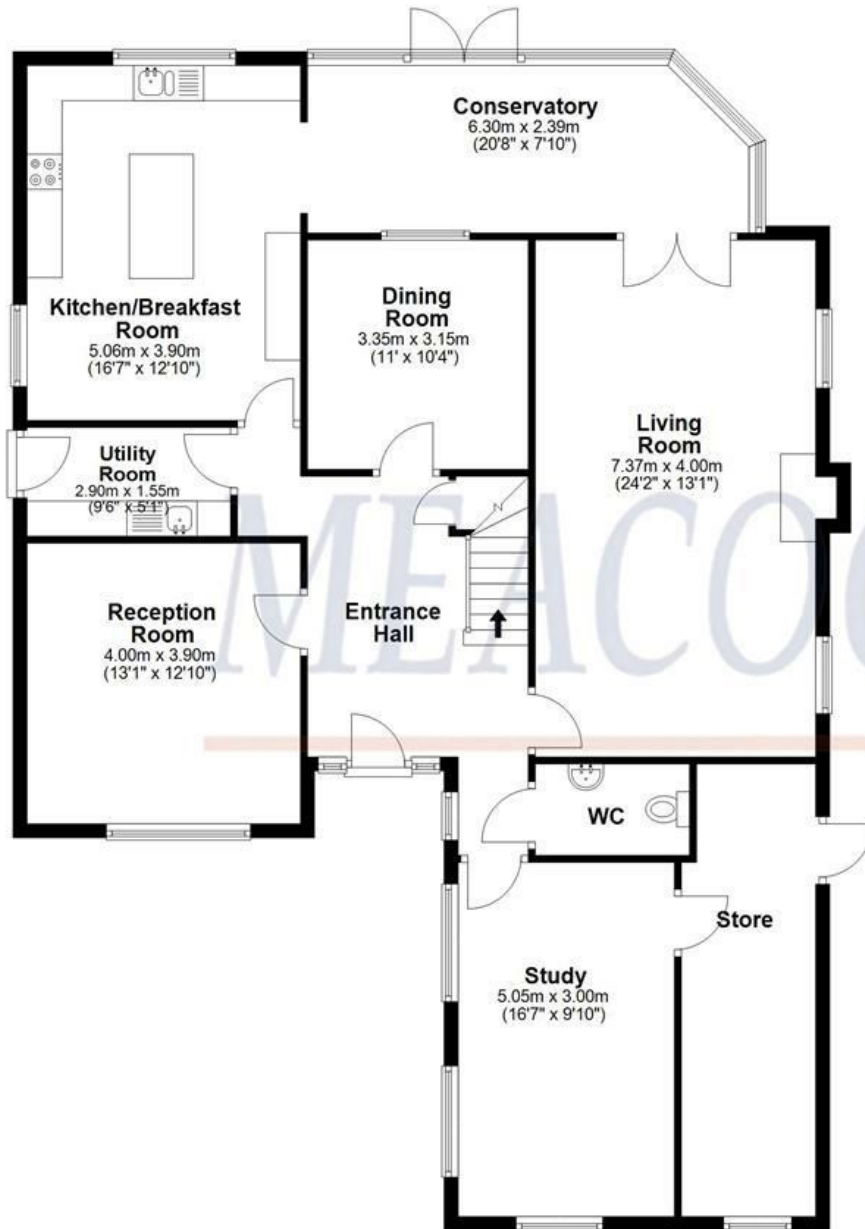 Conservatory
6.30m x 2.39m
(20'8" x 7'10")
Kitchen/Breakfast
Room
5.06m x 3.90m
(16'7" x 12'10")
Dining
Room
3.35m x 3.15m
(11' x 10'4")
Living
Room
7.37m x 4.00m
(24'2" x 13'1")
Utility
Room
2.90m x 1.55m
(9'6" x 5'1")
Reception
Room
4.00m x 3.90m
(13'1" x 12'10")
Entrance
Hall
MEACO
WC
Store
Study
5.05m x 3.00m
(16'7" x 9'10")